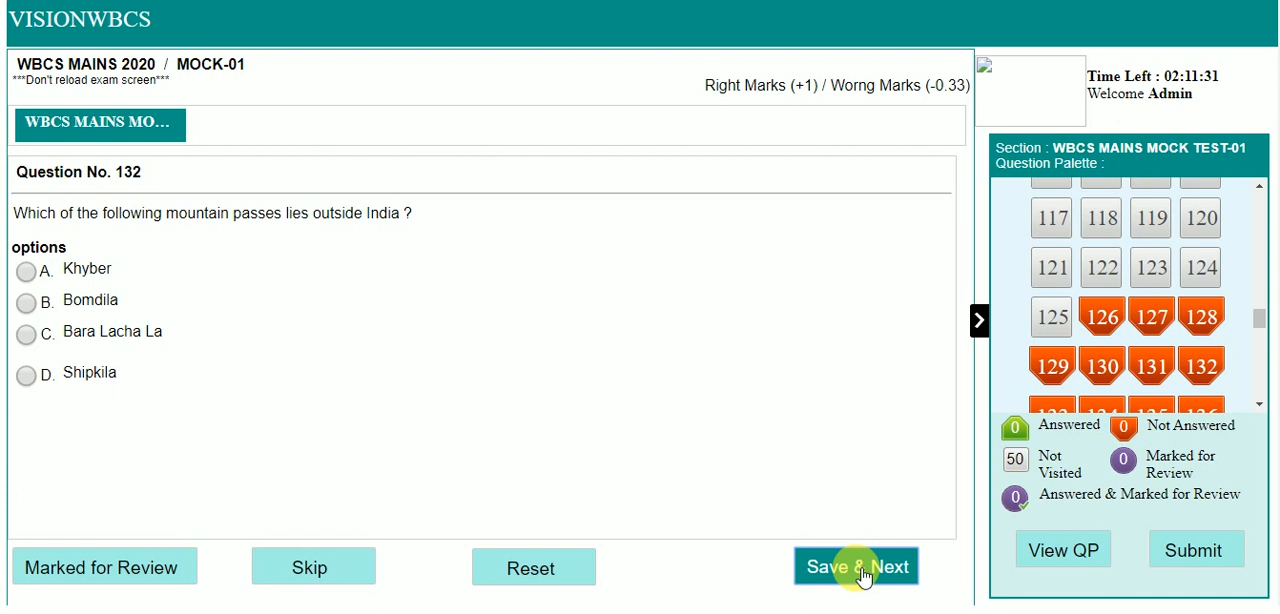 VISIONWBCS
WBCS MAINS 2020 / MOCK-01
***Don't reload exam screen***
Right Marks (+1) / Worng Marks (-0.33)
Time Left : 02:11:31
Welcome Admin
WBCS MAINS MO...
Section : WBCS MAINS MOCK TEST-01
Question Palette :
Question No. 132
Which of the following mountain passes lies outside India ?
options
A. Khyber
B. Bomdila
C. Bara Lacha La
D. Shipkila
117 118 119 120
121 122 123 124
125 126 127 128
129 130 131 132
0 Answered 0 Not Answered
50 Not Visited 0 Marked for Review
0 Answered & Marked for Review
View QP Submit
Marked for Review Skip Reset Save & Next